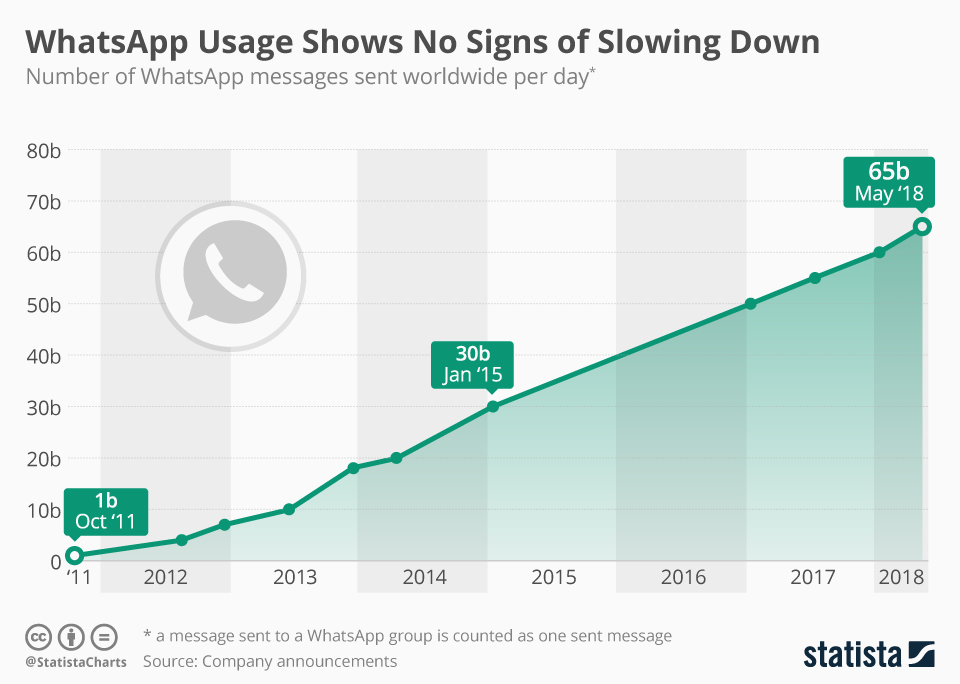 WhatsApp Usage Shows No Signs of Slowing Down
Number of WhatsApp messages sent worldwide per day*
80b
70b
60b
50b
40b
30b
20b
10b
0
65b
May ‘18
30b
Jan ‘15
1b
Oct ‘11
‘11 2012 2013 2014 2015 2016 2017 2018
cc
@StatistaCharts
* a message sent to a WhatsApp group is counted as one sent message
Source: Company announcements
statista